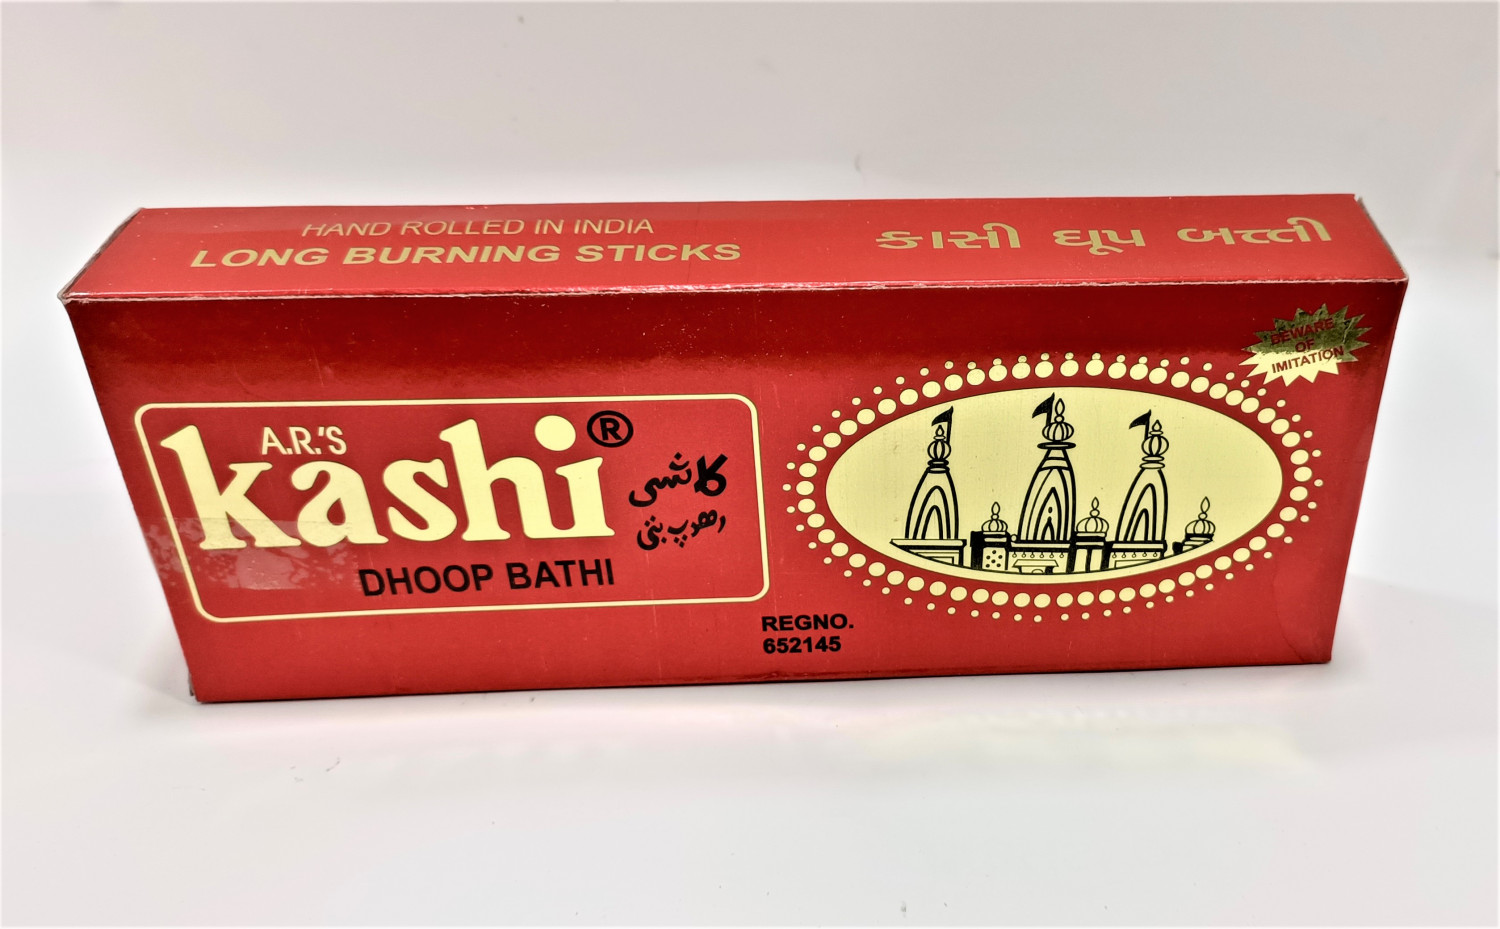 HAND ROLLED IN INDIA
LONG BURNING STICKS
કાસી ધૂપ બત્તી
BEWARE
OF
IMITATION
A.R.'S
kashi®
کاشی
دھوپ بتی
DHOOP BATHI
REGNO.
652145